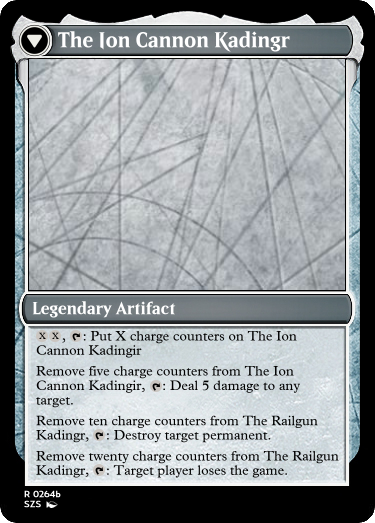 The Ion Cannon Kadingr
Legendary Artifact
X X, : Put X charge counters on The Ion
Cannon Kadingir
Remove five charge counters from The Ion
Cannon Kadingir, : Deal 5 damage to any
target.
Remove ten charge counters from The Railgun
Kadingr, : Destroy target permanent.
Remove twenty charge counters from The Railgun
Kadingr, : Target player loses the game.
R 0264b
SZS